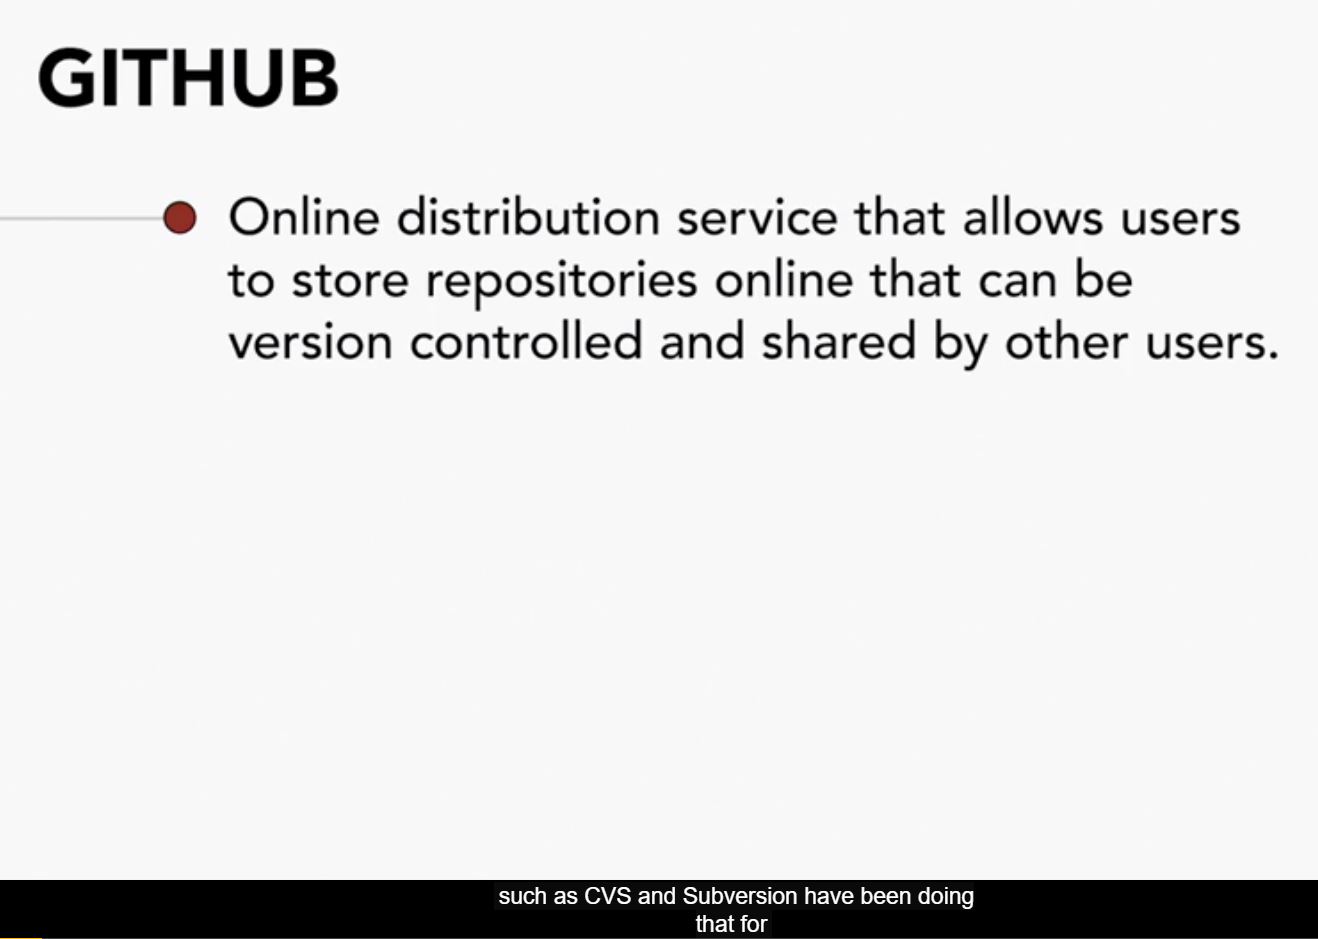 GITHUB
Online distribution service that allows users
to store repositories online that can be
version controlled and shared by other users.
such as CVS and Subversion have been doing
that for